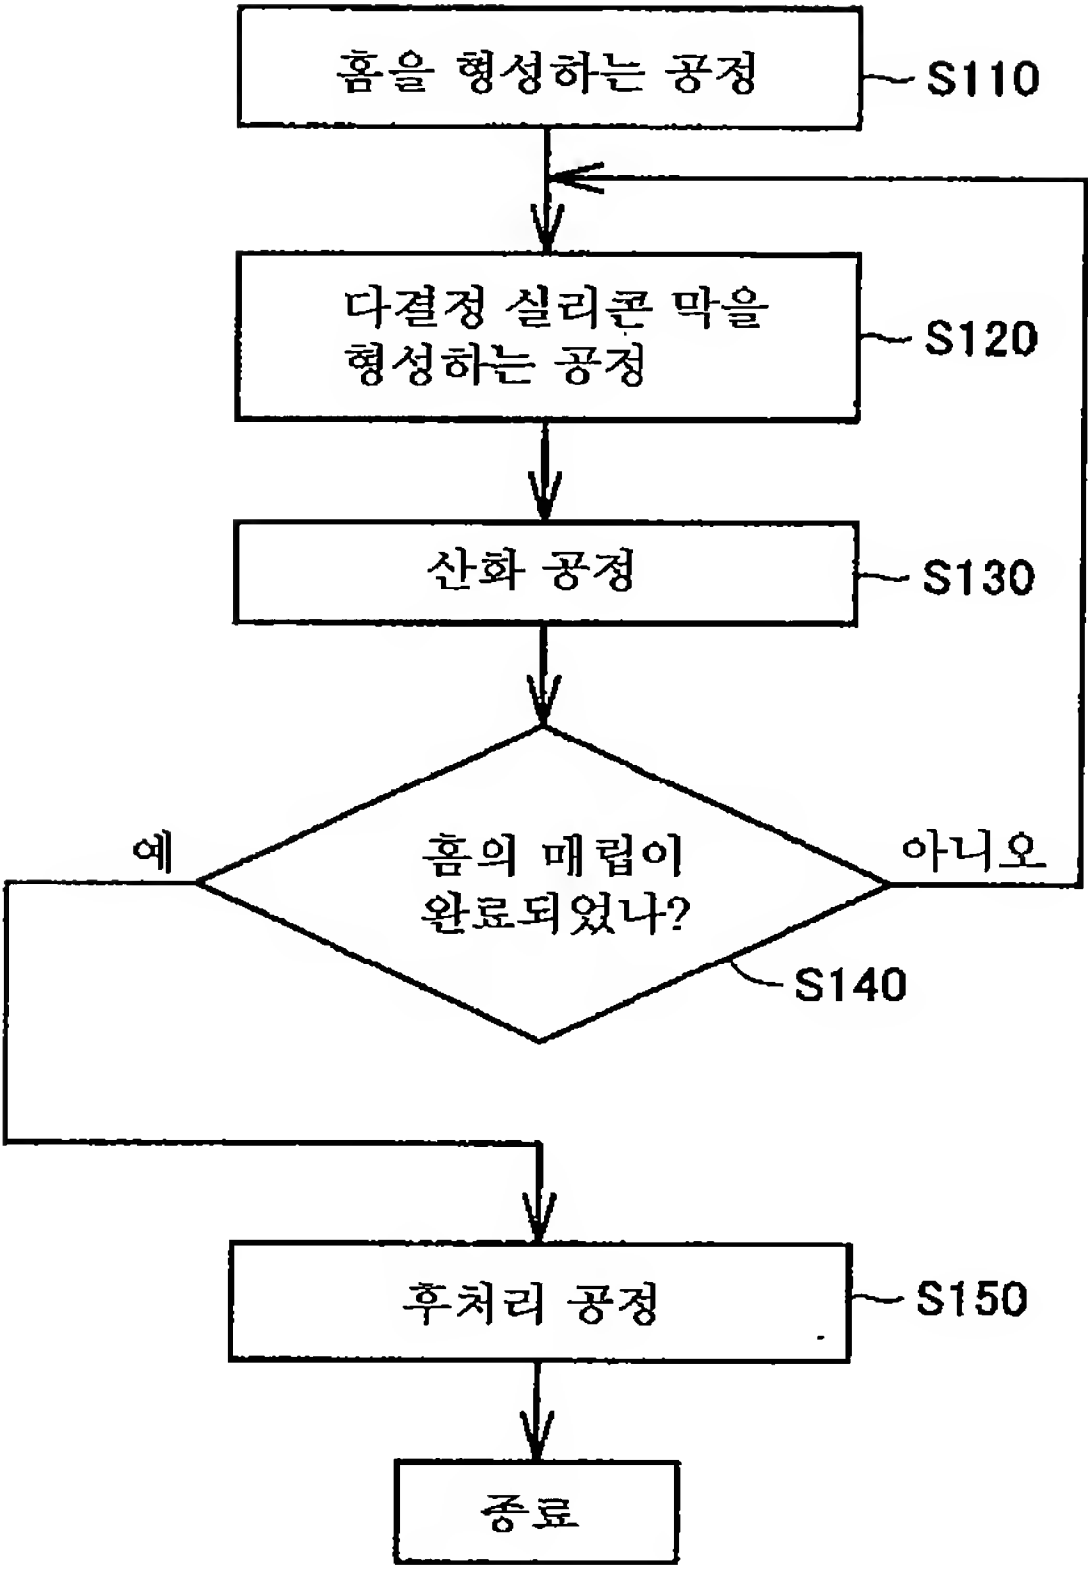 홈을 형성하는 공정
S110
다결정 실리콘 막을
형성하는 공정
S120
산화 공정
S130
예
홈의 매립이
완료되었나?
아니오
S140
후처리 공정
S150
종료